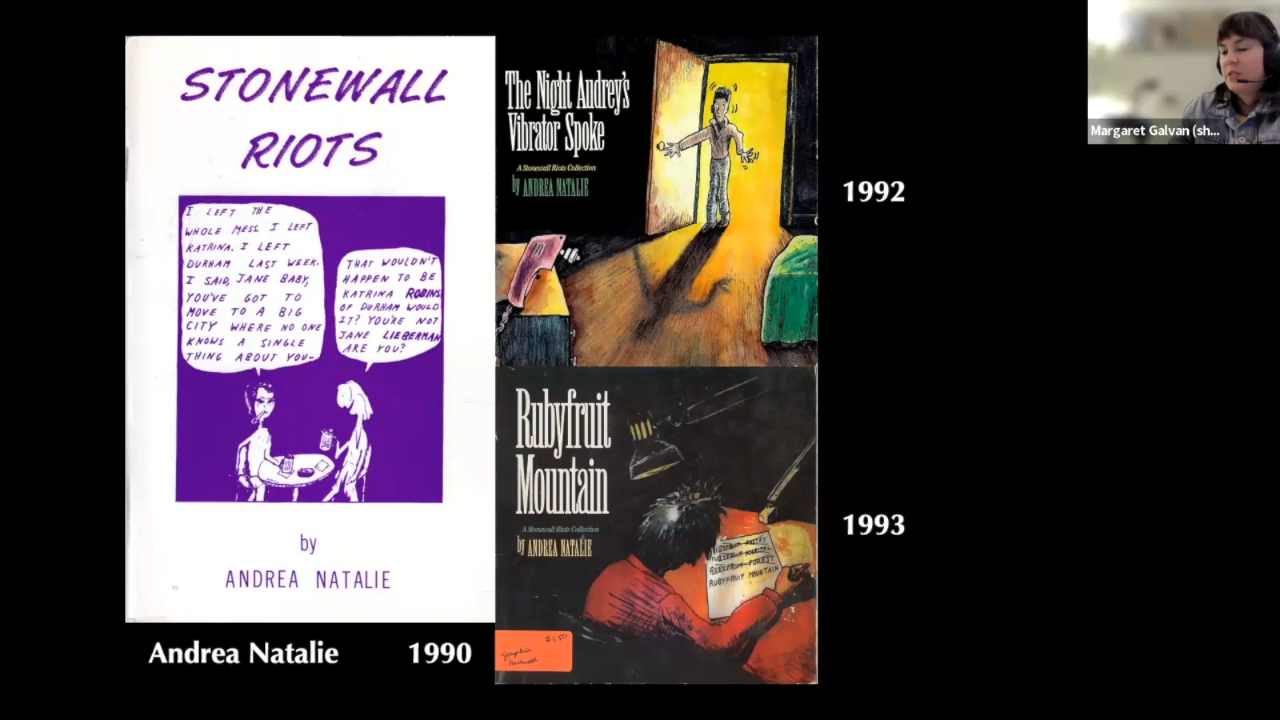 STONEWALL
RIOTS
I LEFT THE
WHOLE MESS. I LEFT
KATRINA. I LEFT
DURHAM LAST WEEK.
I SAID, JANE BABY,
YOU'VE GOT TO
MOVE TO A BIG
CITY WHERE NO ONE
KNOWS A SINGLE
THING ABOUT YOU-
THAT WOULDN'T
HAPPEN TO BE
KATRINA ROBINS
OF DURHAM WOULD
IT? YOU'RE NOT
JANE LIEBERMAN
ARE YOU?
by
ANDREA NATALIE
Andrea Natalie 1990
The Night Audrey's
Vibrator Spoke
A Stonewall Riots Collection
by ANDREA NATALIE
1992
Rubyfruit
Mountain
A Stonewall Riots Collection
by ANDREA NATALIE
RUBYFRUIT FOREST
RUBYFRUIT MOUNTAIN
$1.50
1993
Margaret Galvan (sh...